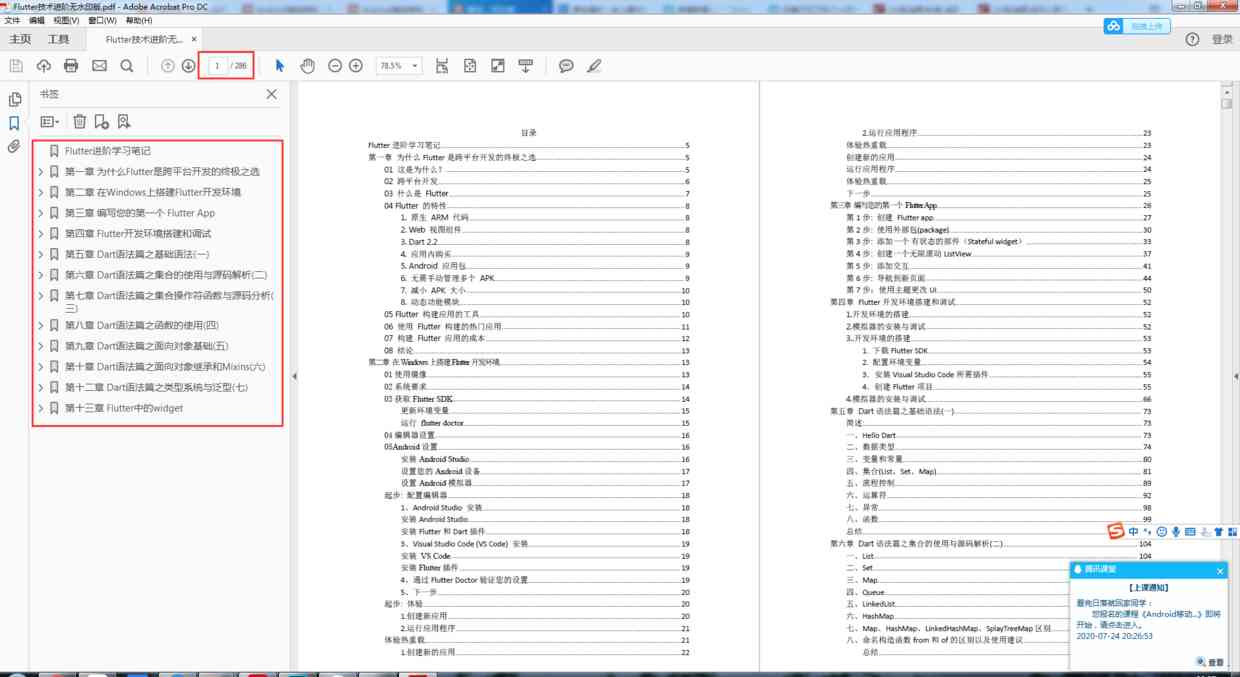 Flutter技术进阶无水印版.pdf - Adobe Acrobat Pro DC
文件 编辑 视图(V) 窗口(W) 帮助(H)
主页 工具 Flutter技术进阶无... ×
登录
1 / 286
78.5%
书签
Flutter进阶学习笔记
第一章 为什么Flutter是跨平台开发的终极之选
第二章 在Windows上搭建Flutter开发环境
第三章 编写您的第一个 Flutter App
第四章 Flutter开发环境搭建和调试
第五章 Dart语法篇之基础语法(一)
第六章 Dart语法篇之集合的使用与源码解析(二)
第七章 Dart语法篇之集合操作符函数与源码分析(
三)
第八章 Dart语法篇之函数的使用(四)
第九章 Dart语法篇之面向对象基础(五)
第十章 Dart语法篇之面向对象继承和Mixins(六)
第十二章 Dart语法篇之类型系统与泛型(七)
第十三章 Flutter中的widget
目录
Flutter 进阶学习笔记 5
第一章 为什么 Flutter 是跨平台开发的终极之选 5
01 这是为什么？ 5
02 跨平台开发 6
03 什么是 Flutter 7
04 Flutter 的特性 8
1. 原生 ARM 代码 8
2. Web 视图组件 8
3. Dart 2.2 8
4. 应用内购买 9
5. Android 应用包 9
6. 无需手动管理多个 APK 9
7. 减小 APK 大小 10
8. 动态功能模块 10
05 Flutter 构建应用的工具 10
06 使用 Flutter 构建的热门应用 11
07 构建 Flutter 应用的成本 12
08 结论 13
第二章 在 Windows 上搭建 Flutter 开发环境 13
01 使用镜像 13
02 系统要求 14
03 获取 Flutter SDK 14
更新环境变量 15
运行 flutter doctor 15
04 编辑器设置 16
05Android 设置 16
安装 Android Studio 16
设置您的 Android 设备 17
设置 Android 模拟器 17
起步: 配置编辑器 18
1、Android Studio 安装 18
安装 Android Studio 18
安装 Flutter 和 Dart 插件 18
3、Visual Studio Code (VS Code) 安装 19
安装 VS Code 19
安装 Flutter 插件 19
4、通过 Flutter Doctor 验证您的设置 19
5、下一步 20
起步: 体验 20
1.创建新应用 20
2.运行应用程序 21
体验热重载 21
1.创建新的应用 22
2.运行应用程序 23
体验热重载 23
创建新的应用 24
运行应用程序 24
体验热重载 25
下一步 25
第三章 编写您的第一个 Flutter App 26
第 1 步: 创建 Flutter app 27
第 2 步: 使用外部包(package) 30
第 3 步: 添加一个 有状态的部件（Stateful widget） 33
第 4 步: 创建一个无限滚动 ListView 37
第 5 步: 添加交互 41
第 6 步: 导航到新页面 44
第 7 步：使用主题更改 UI 50
第四章 Flutter 开发环境搭建和调试 52
1.开发环境的搭建 52
2.模拟器的安装与调试 52
3.开发环境的搭建 53
1. 下载 Flutter SDK 53
2. 配置环境变量 54
3. 安装 Visual Studio Code 所需插件 55
4. 创建 Flutter 项目 55
4.模拟器的安装与调试 66
第五章 Dart 语法篇之基础语法(一) 73
简述: 73
一、Hello Dart 73
二、数据类型 74
三、变量和常量 80
四、集合(List、Set、Map) 81
五、流程控制 89
六、运算符 92
七、异常 98
八、函数 99
总结
第六章 Dart 语法篇之集合的使用与源码解析(二) 104
一、List 104
二、Set
三、Map
四、Queue
五、LinkedList
六、HashMap
七、Map、HashMap、LinkedHashMap、SplayTreeMap 区别
八、命名构造函数 from 和 of 的区别以及使用建议
总结
中
腾讯课堂
【上课通知】
您报名的课程《Android移动...》即将
开始，请点击进入。
2020-07-24 20:26:53
查看